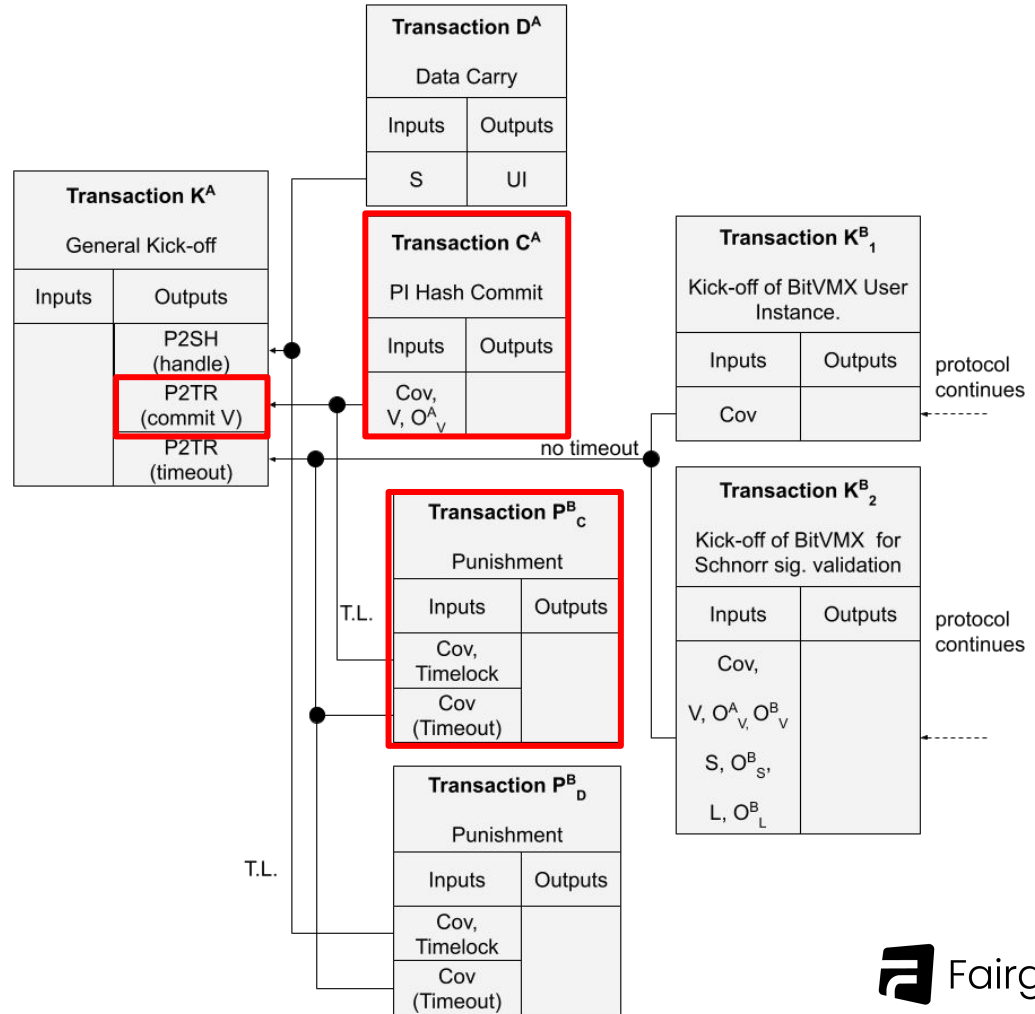 Transaction D^A
Data Carry
Inputs
Outputs
S
UI
Transaction K^A
General Kick-off
Inputs
Outputs
P2SH
(handle)
P2TR
(commit V)
P2TR
(timeout)
Transaction C^A
PI Hash Commit
Inputs
Outputs
Cov,
V, O^A_V
Transaction K^B_1
Kick-off of BitVMX User
Instance.
Inputs
Outputs
Cov
protocol
continues
no timeout
Transaction P^B_C
Punishment
Inputs
Outputs
Cov,
Timelock
Cov
(Timeout)
T.L.
Transaction K^B_2
Kick-off of BitVMX for
Schnorr sig. validation
Inputs
Outputs
Cov,
V, O^A_V, O^B_V
S, O^B_S,
L, O^B_L
protocol
continues
Transaction P^B_D
Punishment
Inputs
Outputs
Cov,
Timelock
Cov
(Timeout)
T.L.
Fairg